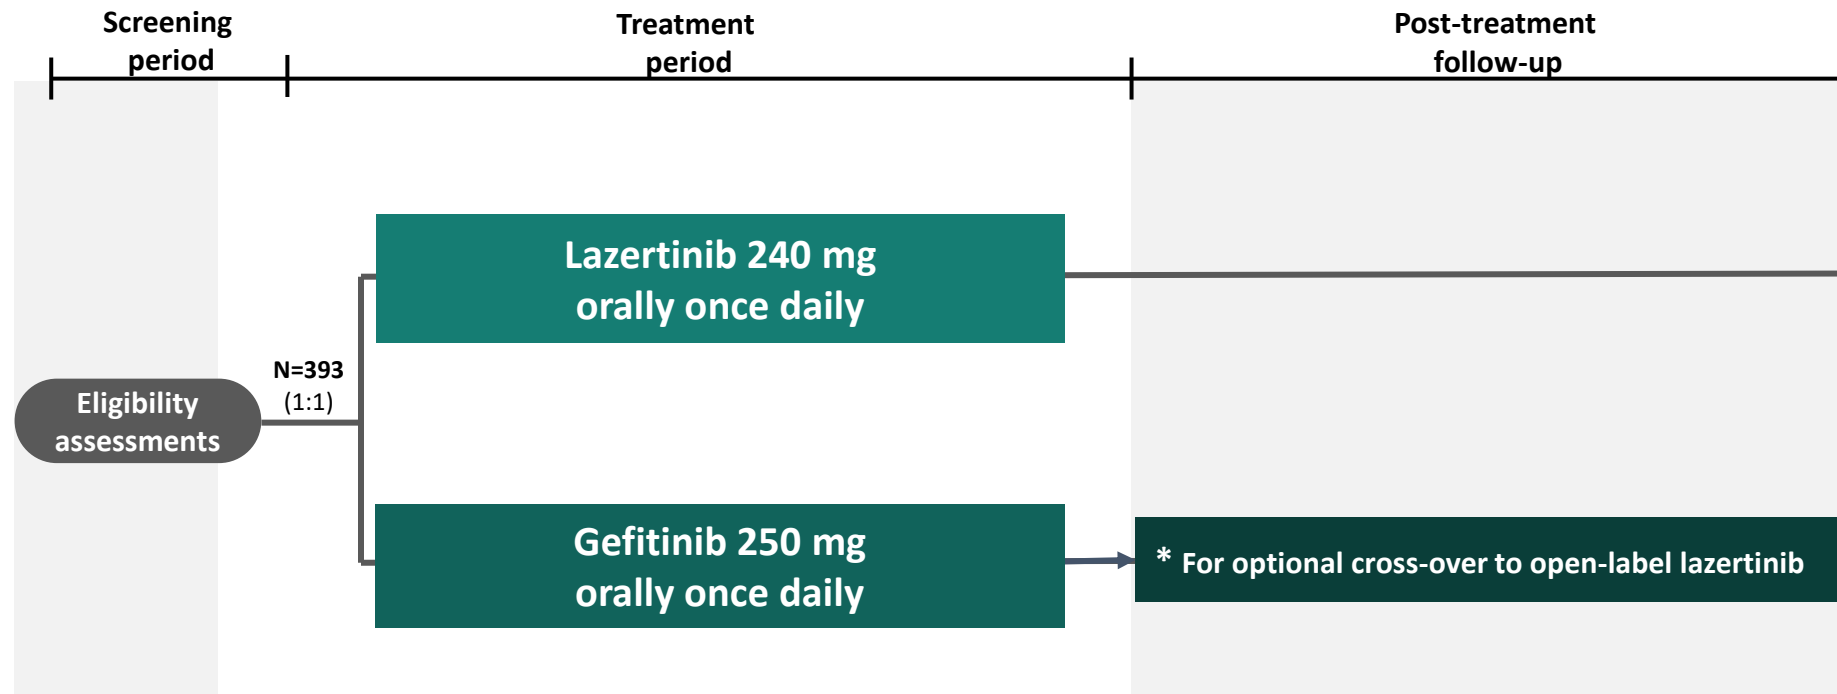 Screening
period
Treatment
period
Post-treatment
follow-up
Lazertinib 240 mg
orally once daily
N=393
(1:1)
Eligibility
assessments
Gefitinib 250 mg
orally once daily
* For optional cross-over to open-label lazertinib